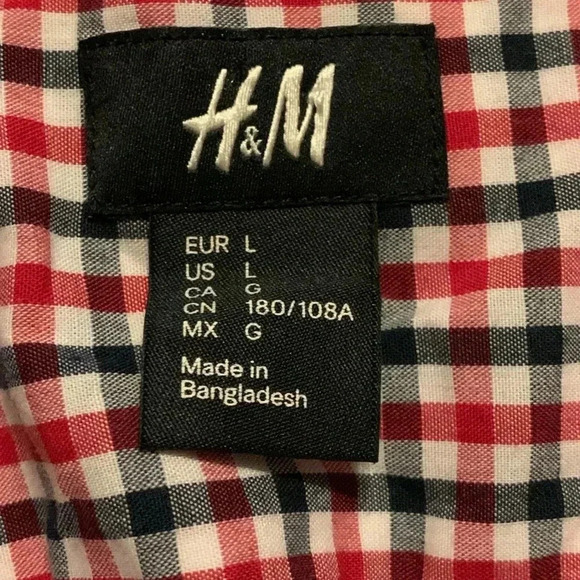 H&M
EUR L
US L
CA G
CN 180/108A
MX G
Made in
Bangladesh